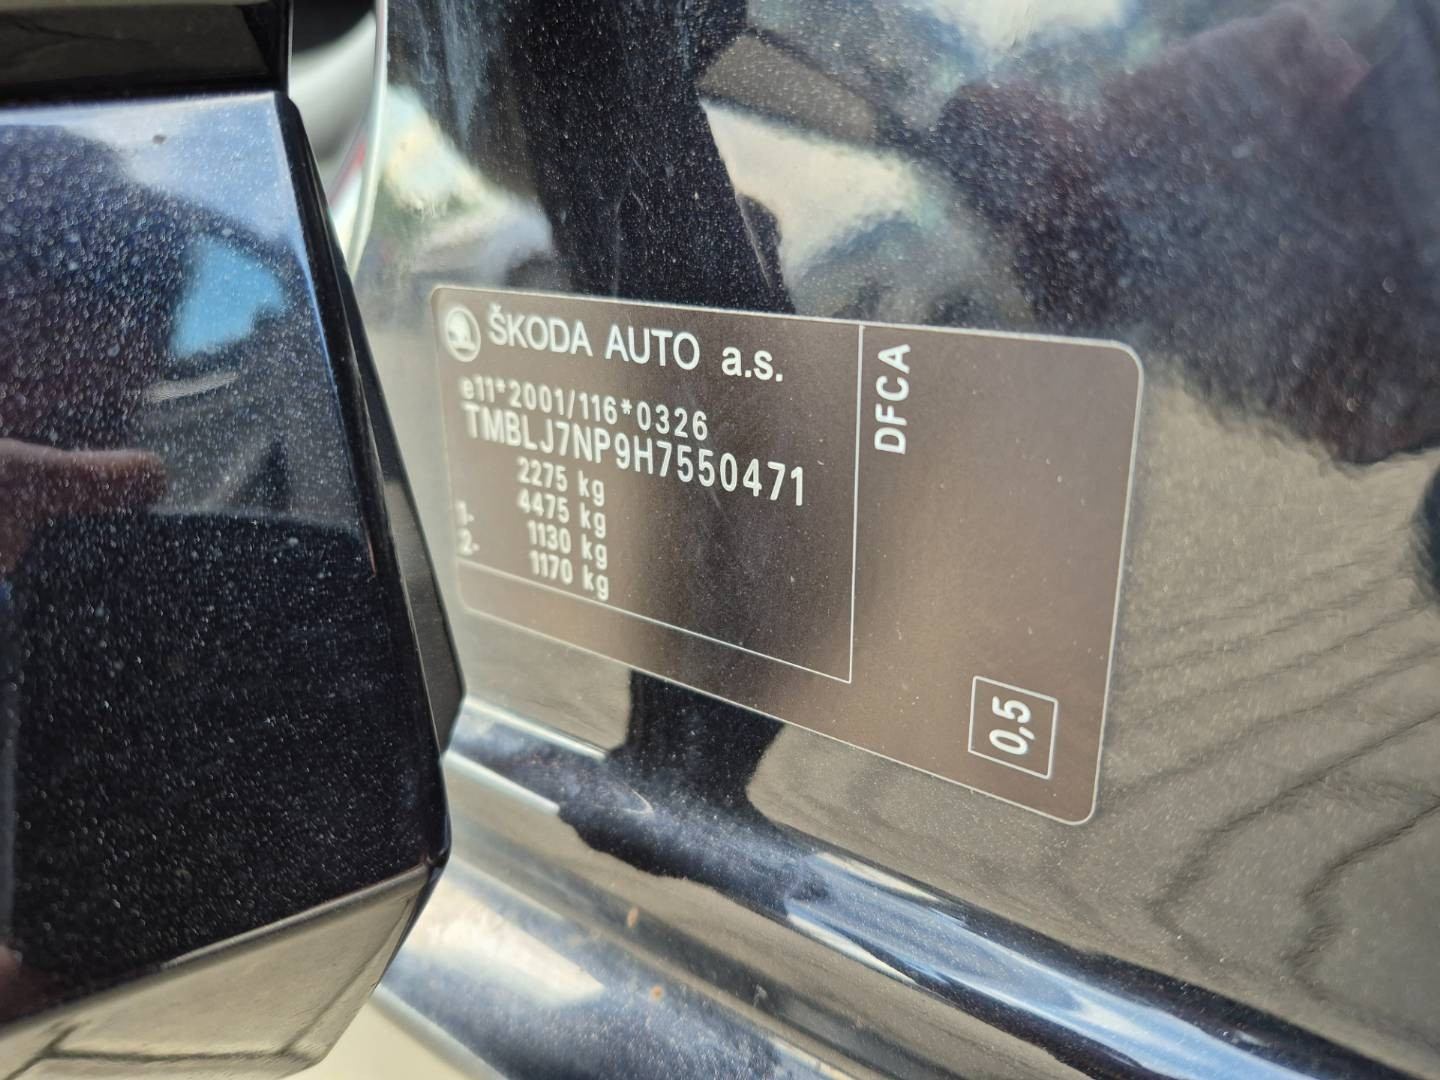 ŠKODA AUTO a.s.
e11*2001/116*0326
TMBLJ7NP9H7550471
2275 kg
4475 kg
1- 1130 kg
2- 1170 kg
DFCA
0,5